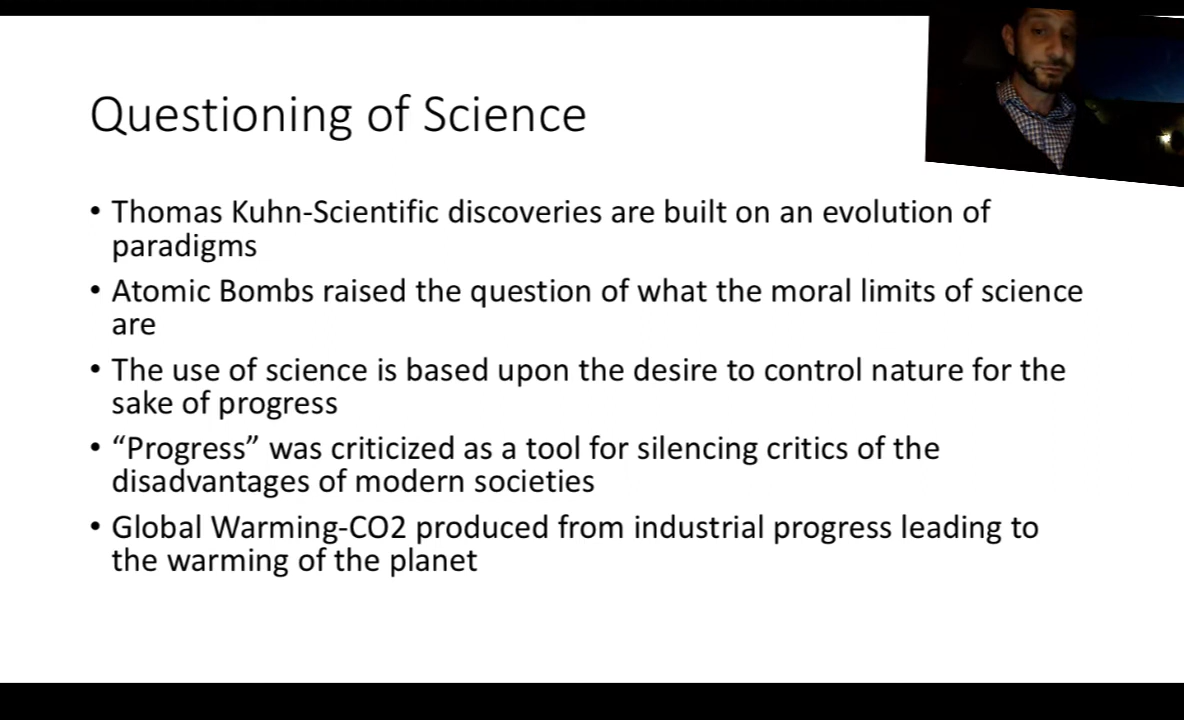 Questioning of Science
• Thomas Kuhn-Scientific discoveries are built on an evolution of
paradigms
• Atomic Bombs raised the question of what the moral limits of science
are
• The use of science is based upon the desire to control nature for the
sake of progress
• “Progress” was criticized as a tool for silencing critics of the
disadvantages of modern societies
• Global Warming-CO2 produced from industrial progress leading to
the warming of the planet